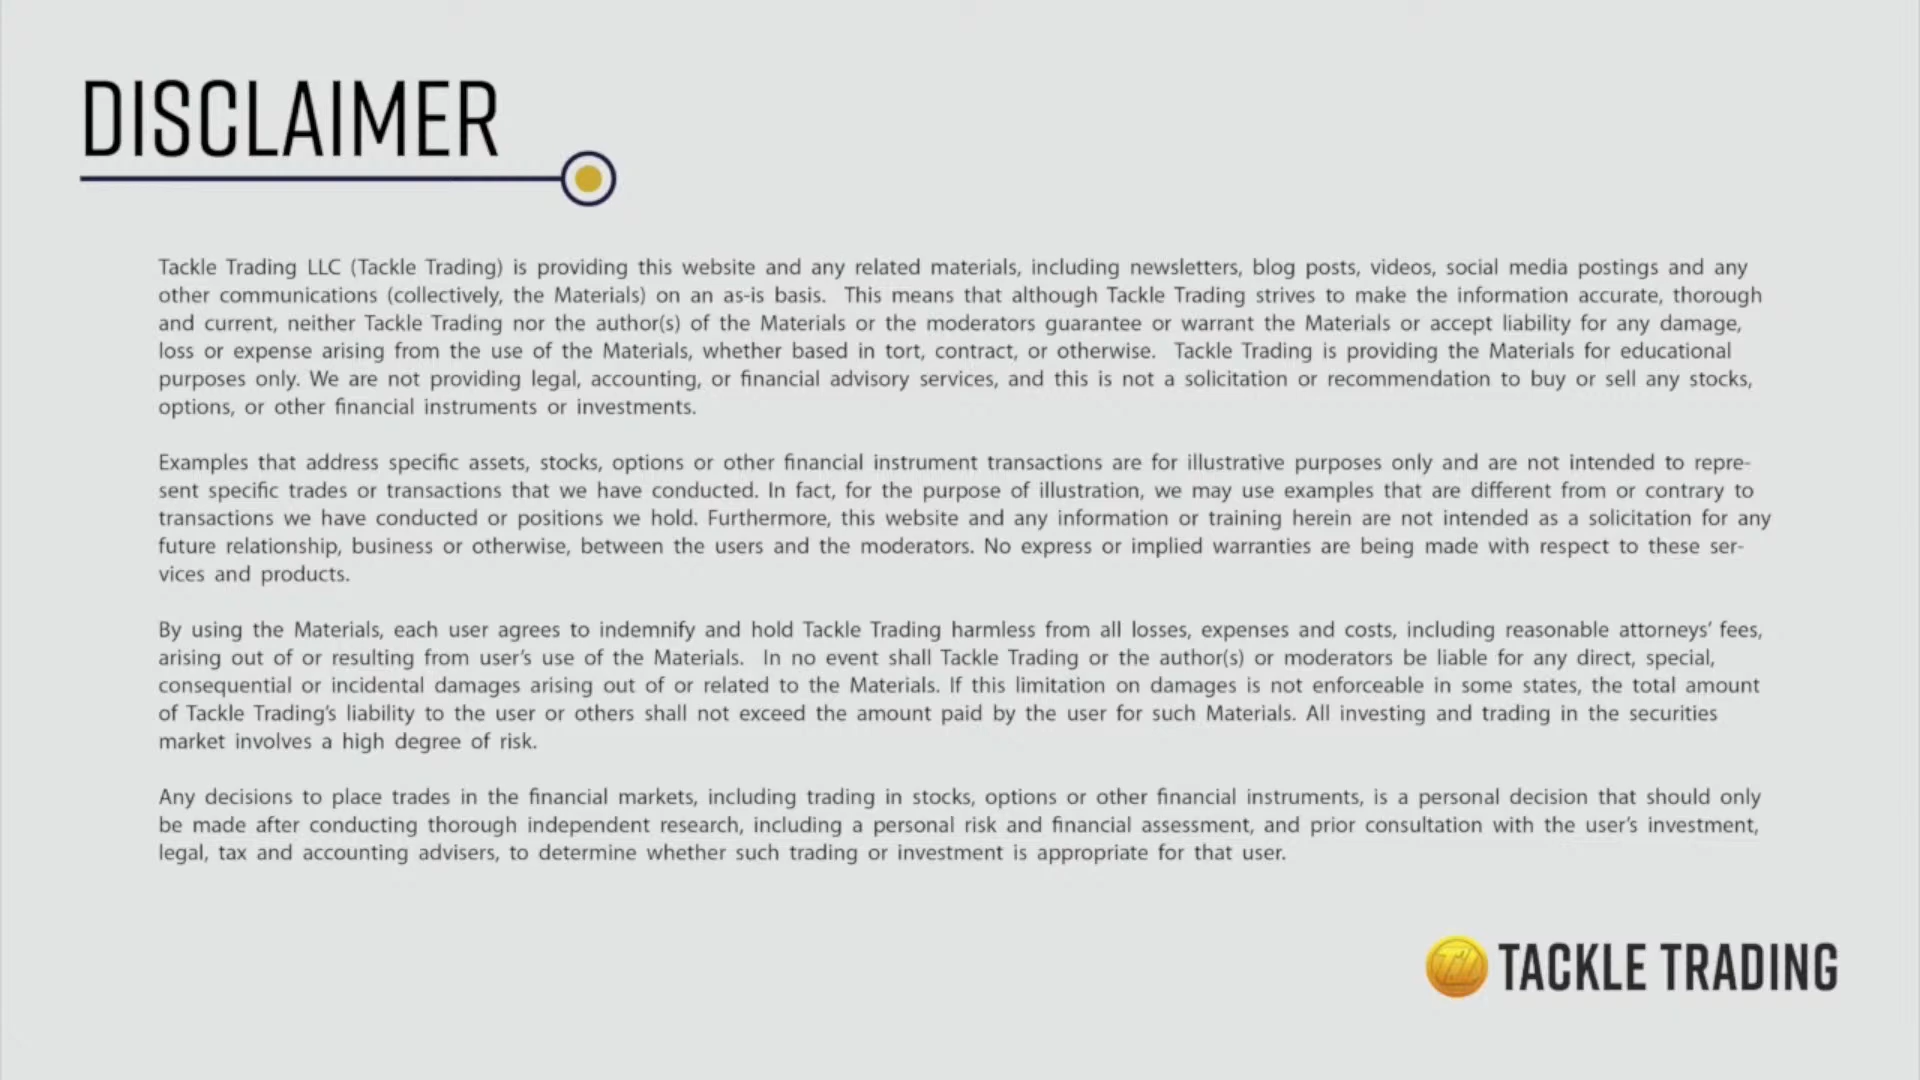 DISCLAIMER
Tackle Trading LLC (Tackle Trading) is providing this website and any related materials, including newsletters, blog posts, videos, social media postings and any
other communications (collectively, the Materials) on an as-is basis.  This means that although Tackle Trading strives to make the information accurate, thorough
and current, neither Tackle Trading nor the author(s) of the Materials or the moderators guarantee or warrant the Materials or accept liability for any damage,
loss or expense arising from the use of the Materials, whether based in tort, contract, or otherwise.  Tackle Trading is providing the Materials for educational
purposes only. We are not providing legal, accounting, or financial advisory services, and this is not a solicitation or recommendation to buy or sell any stocks,
options, or other financial instruments or investments.
Examples that address specific assets, stocks, options or other financial instrument transactions are for illustrative purposes only and are not intended to repre-
sent specific trades or transactions that we have conducted. In fact, for the purpose of illustration, we may use examples that are different from or contrary to
transactions we have conducted or positions we hold. Furthermore, this website and any information or training herein are not intended as a solicitation for any
future relationship, business or otherwise, between the users and the moderators. No express or implied warranties are being made with respect to these ser-
vices and products.
By using the Materials, each user agrees to indemnify and hold Tackle Trading harmless from all losses, expenses and costs, including reasonable attorneys’ fees,
arising out of or resulting from user’s use of the Materials.  In no event shall Tackle Trading or the author(s) or moderators be liable for any direct, special,
consequential or incidental damages arising out of or related to the Materials. If this limitation on damages is not enforceable in some states, the total amount
of Tackle Trading’s liability to the user or others shall not exceed the amount paid by the user for such Materials. All investing and trading in the securities
market involves a high degree of risk.
Any decisions to place trades in the financial markets, including trading in stocks, options or other financial instruments, is a personal decision that should only
be made after conducting thorough independent research, including a personal risk and financial assessment, and prior consultation with the user’s investment,
legal, tax and accounting advisers, to determine whether such trading or investment is appropriate for that user.
TACKLE TRADING